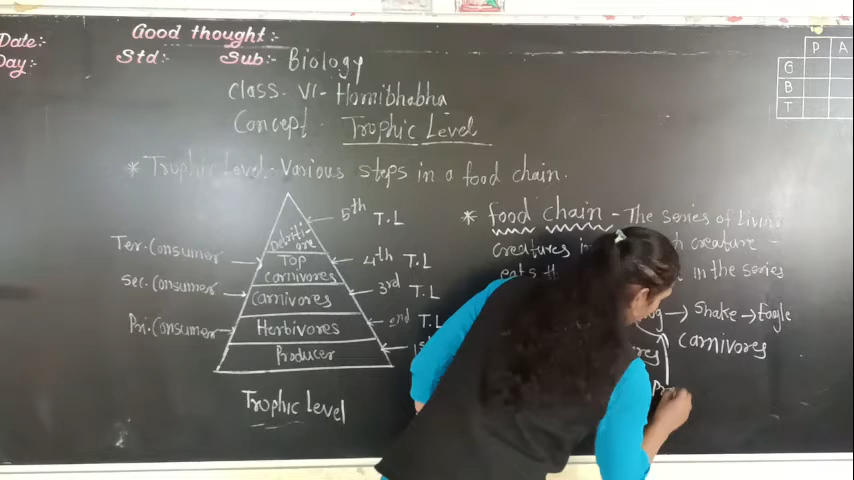 Date:-
Day:-
Good thought:-
Std:- Sub:- Biology
P A
G
B
T
Class- VI- Homibhabha
Concept- Trophic Level
* Trophic Level- Various steps in a food chain.
5th T.L
Detriti-
ore
Ter. Consumer
Top
carnivores
4th T.L
Sec. Consumer
Carnivores
3rd T.L
Pri. Consumer
Herbivores
2nd T.L
Producer
1st
Trophic Level
* food chain - The series of Living
creatures in creature -
eats in the series
→ Snake → Eagle
Carnivores